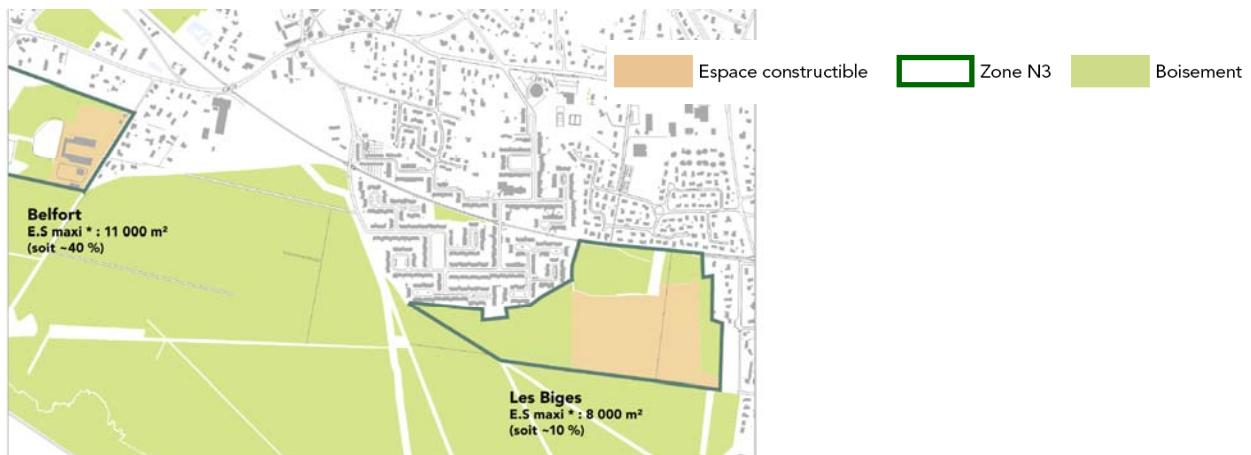 Espace constructible
Zone N3
Boisement
Belfort
E.S maxi * : 11 000 m²
(soit ~40 %)
Les Biges
E.S maxi * : 8 000 m²
(soit ~10 %)